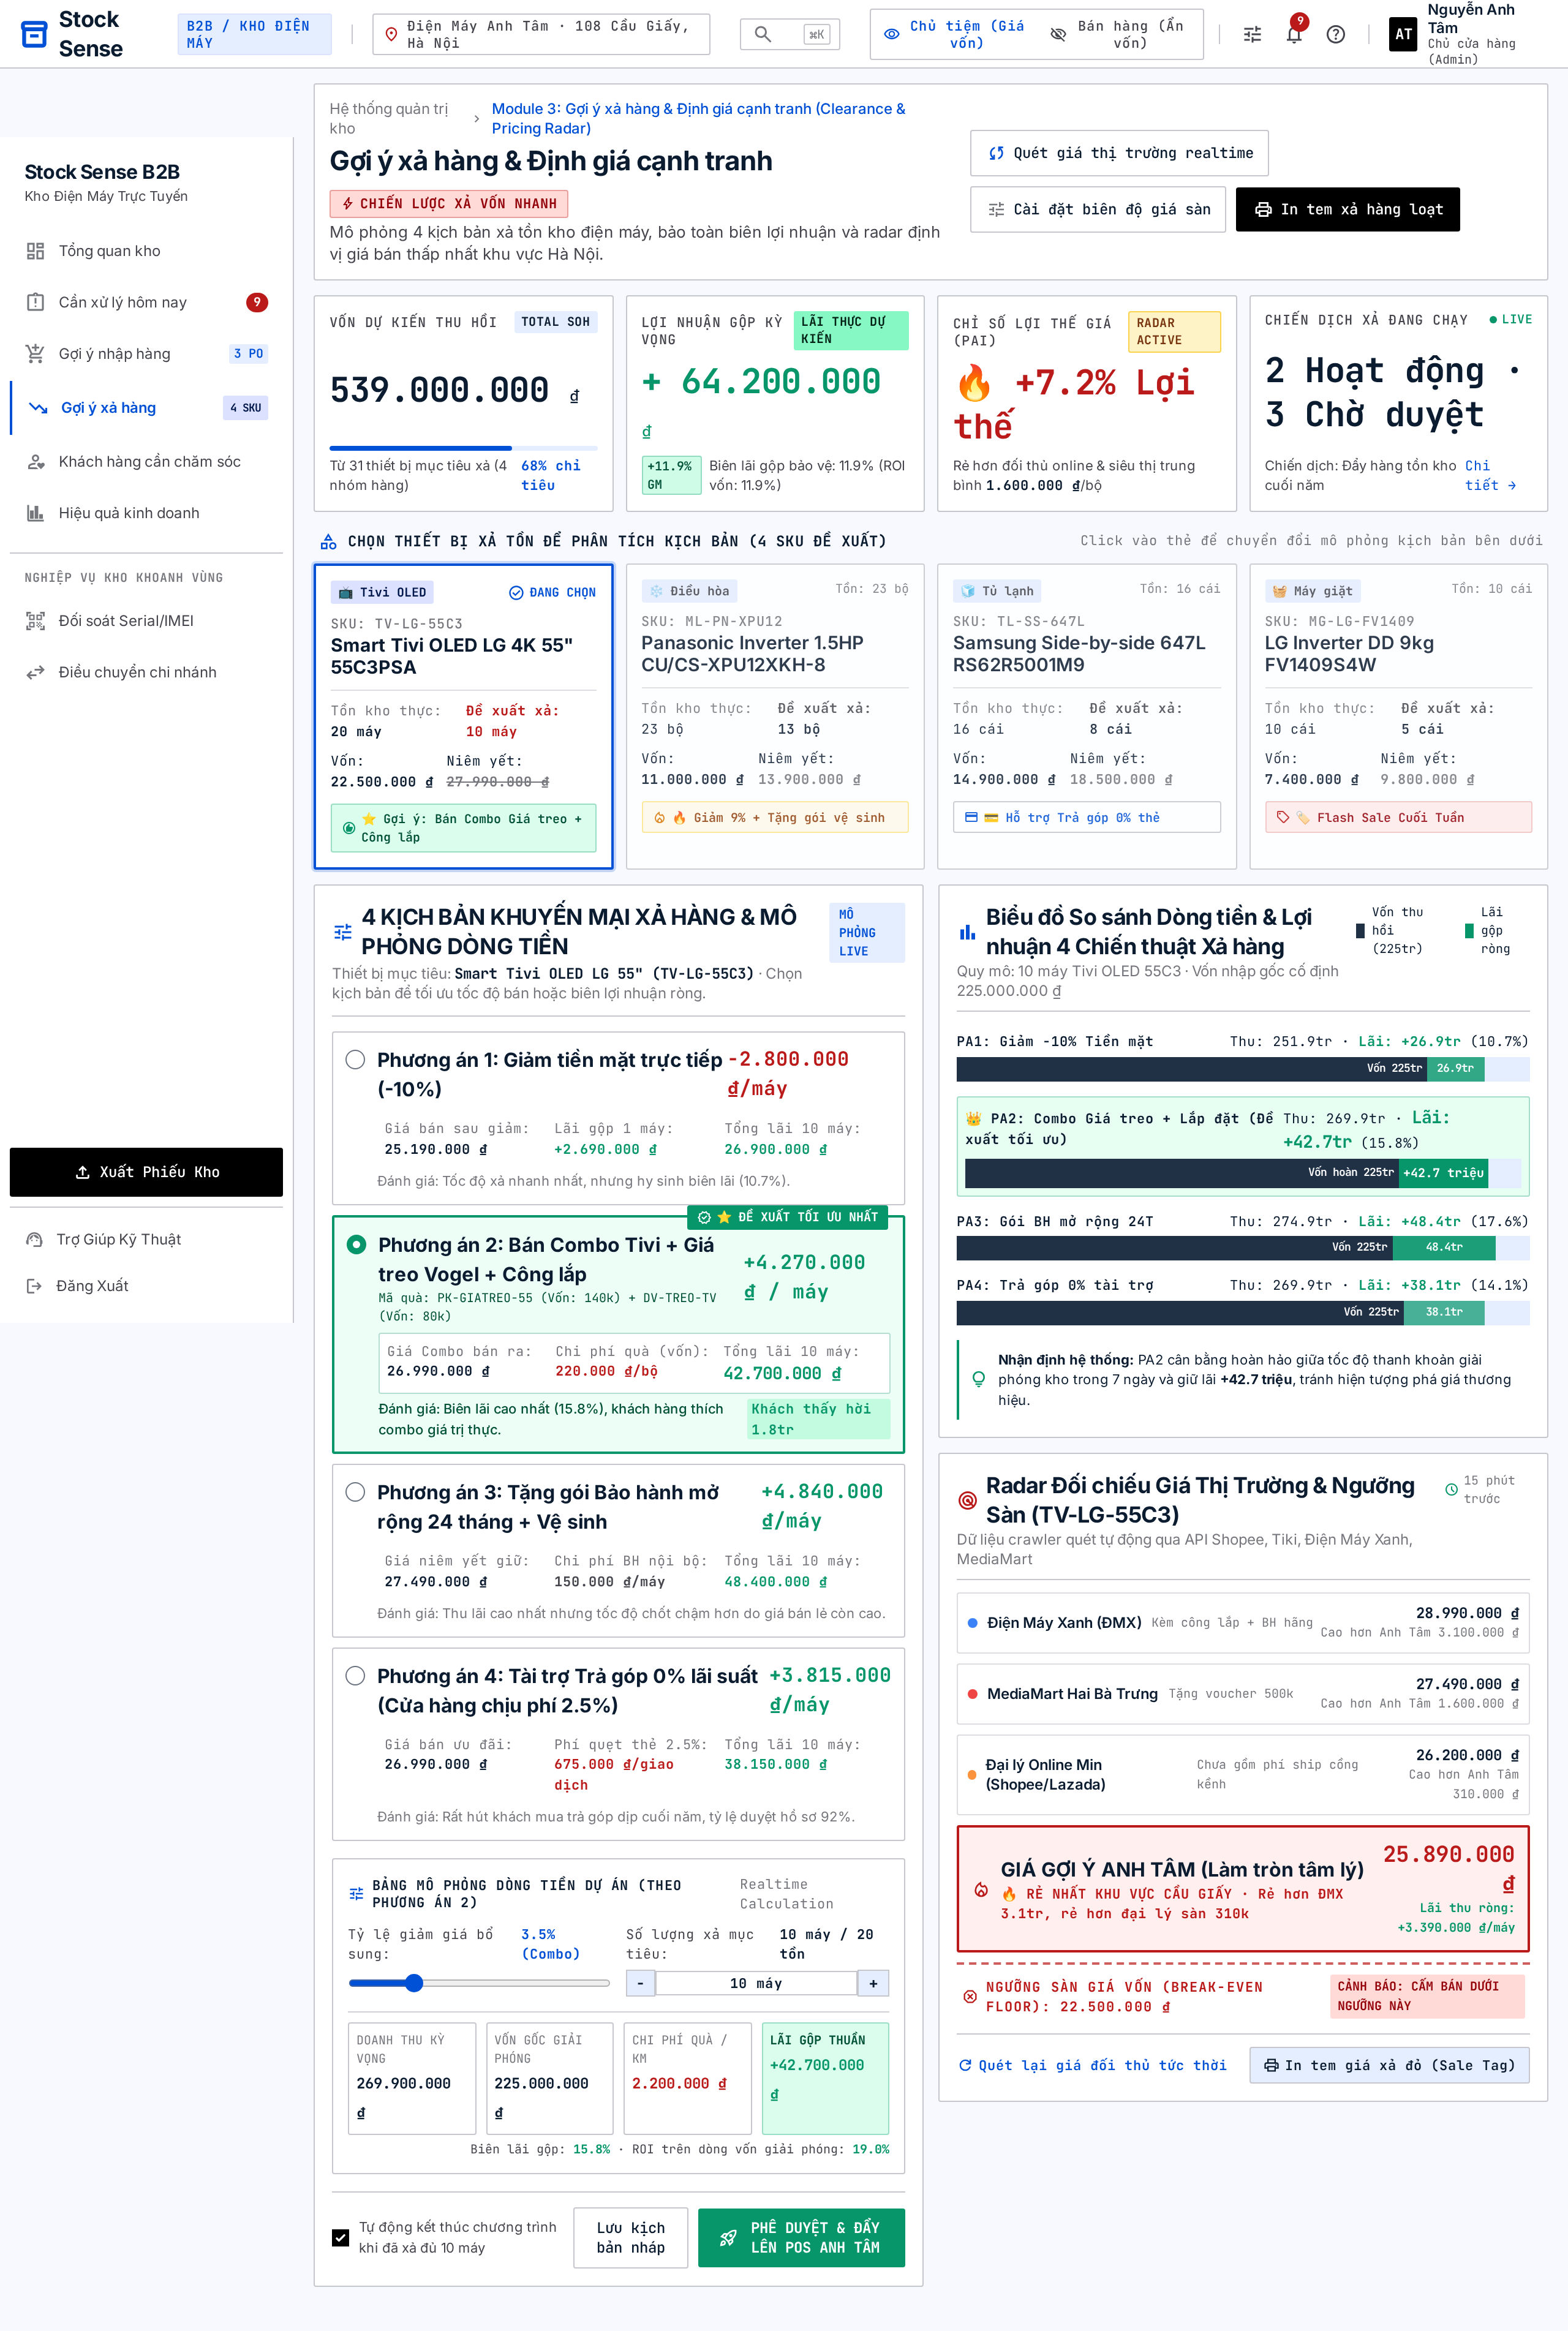 Stock
Sense
B2B / KHO ĐIỆN
MÁY
Điện Máy Anh Tâm · 108 Cầu Giấy,
Hà Nội
⌘K
Chủ tiệm (Giá
vốn)
Bán hàng (Ẩn
vốn)
9
AT
Nguyễn Anh
Tâm
Chủ cửa hàng
(Admin)
Stock Sense B2B
Kho Điện Máy Trực Tuyến
Tổng quan kho
Cần xử lý hôm nay
9
Gợi ý nhập hàng
3 PO
Gợi ý xả hàng
4 SKU
Khách hàng cần chăm sóc
Hiệu quả kinh doanh
NGHIỆP VỤ KHO KHOANH VÙNG
Đối soát Serial/IMEI
Điều chuyển chi nhánh
Xuất Phiếu Kho
Trợ Giúp Kỹ Thuật
Đăng Xuất
Hệ thống quản trị
kho
Module 3: Gợi ý xả hàng & Định giá cạnh tranh (Clearance &
Pricing Radar)
Gợi ý xả hàng & Định giá cạnh tranh
CHIẾN LƯỢC XẢ VỐN NHANH
Mô phỏng 4 kịch bản xả tồn kho điện máy, bảo toàn biên lợi nhuận và radar định
vị giá bán thấp nhất khu vực Hà Nội.
Quét giá thị trường realtime
Cài đặt biên độ giá sàn
In tem xả hàng loạt
VỐN DỰ KIẾN THU HỒI
TOTAL SOH
539.000.000 ₫
Từ 31 thiết bị mục tiêu xả (4
nhóm hàng)
68% chỉ
tiêu
LỢI NHUẬN GỘP KỲ
VỌNG
LÃI THỰC DỰ
KIẾN
+ 64.200.000
₫
+11.9%
GM
Biên lãi gộp bảo vệ: 11.9% (ROI
vốn: 11.9%)
CHỈ SỐ LỢI THẾ GIÁ
(PAI)
RADAR
ACTIVE
🔥 +7.2% Lợi
thế
Rẻ hơn đối thủ online & siêu thị trung
bình 1.600.000 ₫/bộ
CHIẾN DỊCH XẢ ĐANG CHẠY
LIVE
2 Hoạt động ·
3 Chờ duyệt
Chiến dịch: Đẩy hàng tồn kho
cuối năm
Chi
tiết →
CHỌN THIẾT BỊ XẢ TỒN ĐỂ PHÂN TÍCH KỊCH BẢN (4 SKU ĐỀ XUẤT)
Click vào thẻ để chuyển đổi mô phỏng kịch bản bên dưới
📺 Tivi OLED
ĐANG CHỌN
SKU: TV-LG-55C3
Smart Tivi OLED LG 4K 55"
55C3PSA
Tồn kho thực:
20 máy
Đề xuất xả:
10 máy
Vốn:
22.500.000 ₫
Niêm yết:
27.990.000 ₫
⭐ Gợi ý: Bán Combo Giá treo +
Công lắp
❄️ Điều hòa
Tồn: 23 bộ
SKU: ML-PN-XPU12
Panasonic Inverter 1.5HP
CU/CS-XPU12XKH-8
Tồn kho thực:
23 bộ
Đề xuất xả:
13 bộ
Vốn:
11.000.000 ₫
Niêm yết:
13.900.000 ₫
🔥 Giảm 9% + Tặng gói vệ sinh
🧊 Tủ lạnh
Tồn: 16 cái
SKU: TL-SS-647L
Samsung Side-by-side 647L
RS62R5001M9
Tồn kho thực:
16 cái
Đề xuất xả:
8 cái
Vốn:
14.900.000 ₫
Niêm yết:
18.500.000 ₫
💳 Hỗ trợ Trả góp 0% thẻ
🧺 Máy giặt
Tồn: 10 cái
SKU: MG-LG-FV1409
LG Inverter DD 9kg
FV1409S4W
Tồn kho thực:
10 cái
Đề xuất xả:
5 cái
Vốn:
7.400.000 ₫
Niêm yết:
9.800.000 ₫
🏷️ Flash Sale Cuối Tuần
4 KỊCH BẢN KHUYẾN MẠI XẢ HÀNG & MÔ
PHỎNG DÒNG TIỀN
MÔ
PHỎNG
LIVE
Thiết bị mục tiêu: Smart Tivi OLED LG 55" (TV-LG-55C3) · Chọn
kịch bản để tối ưu tốc độ bán hoặc biên lợi nhuận ròng.
Phương án 1: Giảm tiền mặt trực tiếp
(-10%)
-2.800.000
₫/máy
Giá bán sau giảm:
25.190.000 ₫
Lãi gộp 1 máy:
+2.690.000 ₫
Tổng lãi 10 máy:
26.900.000 ₫
Đánh giá: Tốc độ xả nhanh nhất, nhưng hy sinh biên lãi (10.7%).
⭐ ĐỀ XUẤT TỐI ƯU NHẤT
Phương án 2: Bán Combo Tivi + Giá
treo Vogel + Công lắp
+4.270.000
₫ / máy
Mã quà: PK-GIATREO-55 (Vốn: 140k) + DV-TREO-TV
(Vốn: 80k)
Giá Combo bán ra:
26.990.000 ₫
Chi phí quà (vốn):
220.000 ₫/bộ
Tổng lãi 10 máy:
42.700.000 ₫
Đánh giá: Biên lãi cao nhất (15.8%), khách hàng thích
combo giá trị thực.
Khách thấy hời
1.8tr
Phương án 3: Tặng gói Bảo hành mở
rộng 24 tháng + Vệ sinh
+4.840.000
₫/máy
Giá niêm yết giữ:
27.490.000 ₫
Chi phí BH nội bộ:
150.000 ₫/máy
Tổng lãi 10 máy:
48.400.000 ₫
Đánh giá: Thu lãi cao nhất nhưng tốc độ chốt chậm hơn do giá bán lẻ còn cao.
Phương án 4: Tài trợ Trả góp 0% lãi suất
(Cửa hàng chịu phí 2.5%)
+3.815.000
₫/máy
Giá bán ưu đãi:
26.990.000 ₫
Phí quẹt thẻ 2.5%:
675.000 ₫/giao
dịch
Tổng lãi 10 máy:
38.150.000 ₫
Đánh giá: Rất hút khách mua trả góp dịp cuối năm, tỷ lệ duyệt hồ sơ 92%.
BẢNG MÔ PHỎNG DÒNG TIỀN DỰ ÁN (THEO
PHƯƠNG ÁN 2)
Realtime
Calculation
Tỷ lệ giảm giá bổ
sung:
3.5%
(Combo)
Số lượng xả mục
tiêu:
10 máy / 20
tồn
-
10 máy
+
DOANH THU KỲ
VỌNG
269.900.000
₫
VỐN GỐC GIẢI
PHÓNG
225.000.000
₫
CHI PHÍ QUÀ /
KM
2.200.000 ₫
LÃI GỘP THUẦN
+42.700.000
₫
Biên lãi gộp: 15.8% · ROI trên dòng vốn giải phóng: 19.0%
Tự động kết thúc chương trình
khi đã xả đủ 10 máy
Lưu kịch
bản nháp
PHÊ DUYỆT & ĐẨY
LÊN POS ANH TÂM
Biểu đồ So sánh Dòng tiền & Lợi
nhuận 4 Chiến thuật Xả hàng
Vốn thu
hồi
(225tr)
Lãi
gộp
ròng
Quy mô: 10 máy Tivi OLED 55C3 · Vốn nhập gốc cố định
225.000.000 ₫
PA1: Giảm -10% Tiền mặt
Thu: 251.9tr · Lãi: +26.9tr (10.7%)
Vốn 225tr
26.9tr
👑 PA2: Combo Giá treo + Lắp đặt (Đề
xuất tối ưu)
Thu: 269.9tr · Lãi:
+42.7tr (15.8%)
Vốn hoàn 225tr
+42.7 triệu
PA3: Gói BH mở rộng 24T
Thu: 274.9tr · Lãi: +48.4tr (17.6%)
Vốn 225tr
48.4tr
PA4: Trả góp 0% tài trợ
Thu: 269.9tr · Lãi: +38.1tr (14.1%)
Vốn 225tr
38.1tr
Nhận định hệ thống: PA2 cân bằng hoàn hảo giữa tốc độ thanh khoản giải
phóng kho trong 7 ngày và giữ lãi +42.7 triệu, tránh hiện tượng phá giá thương
hiệu.
Radar Đối chiếu Giá Thị Trường & Ngưỡng
Sàn (TV-LG-55C3)
15 phút
trước
Dữ liệu crawler quét tự động qua API Shopee, Tiki, Điện Máy Xanh,
MediaMart
Điện Máy Xanh (ĐMX)
Kèm công lắp + BH hãng
28.990.000 ₫
Cao hơn Anh Tâm 3.100.000 ₫
MediaMart Hai Bà Trưng
Tặng voucher 500k
27.490.000 ₫
Cao hơn Anh Tâm 1.600.000 ₫
Đại lý Online Min
(Shopee/Lazada)
Chưa gồm phí ship cồng
kềnh
26.200.000 ₫
Cao hơn Anh Tâm
310.000 ₫
GIÁ GỢI Ý ANH TÂM (Làm tròn tâm lý)
🔥 RẺ NHẤT KHU VỰC CẦU GIẤY · Rẻ hơn ĐMX
3.1tr, rẻ hơn đại lý sàn 310k
25.890.000
₫
Lãi thu ròng:
+3.390.000 ₫/máy
NGƯỠNG SÀN GIÁ VỐN (BREAK-EVEN
FLOOR): 22.500.000 ₫
CẢNH BÁO: CẤM BÁN DƯỚI
NGƯỠNG NÀY
Quét lại giá đối thủ tức thời
In tem giá xả đỏ (Sale Tag)